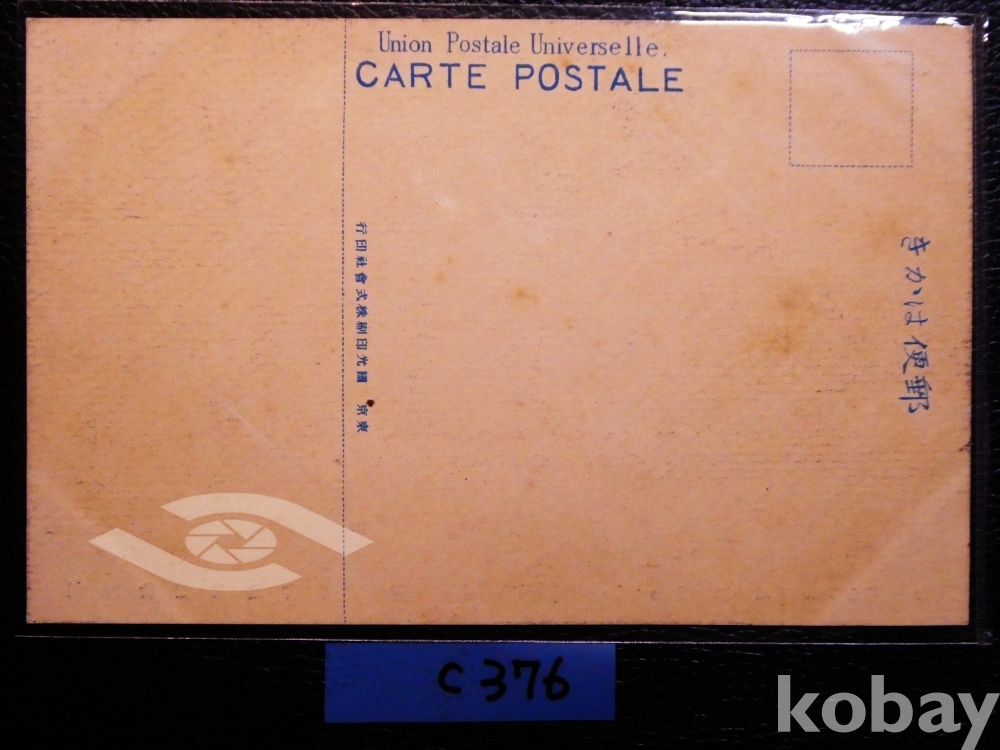 Union Postale Universelle.
CARTE POSTALE
郵便はかき
東京 國光印刷株式會社印行
C376
kobay